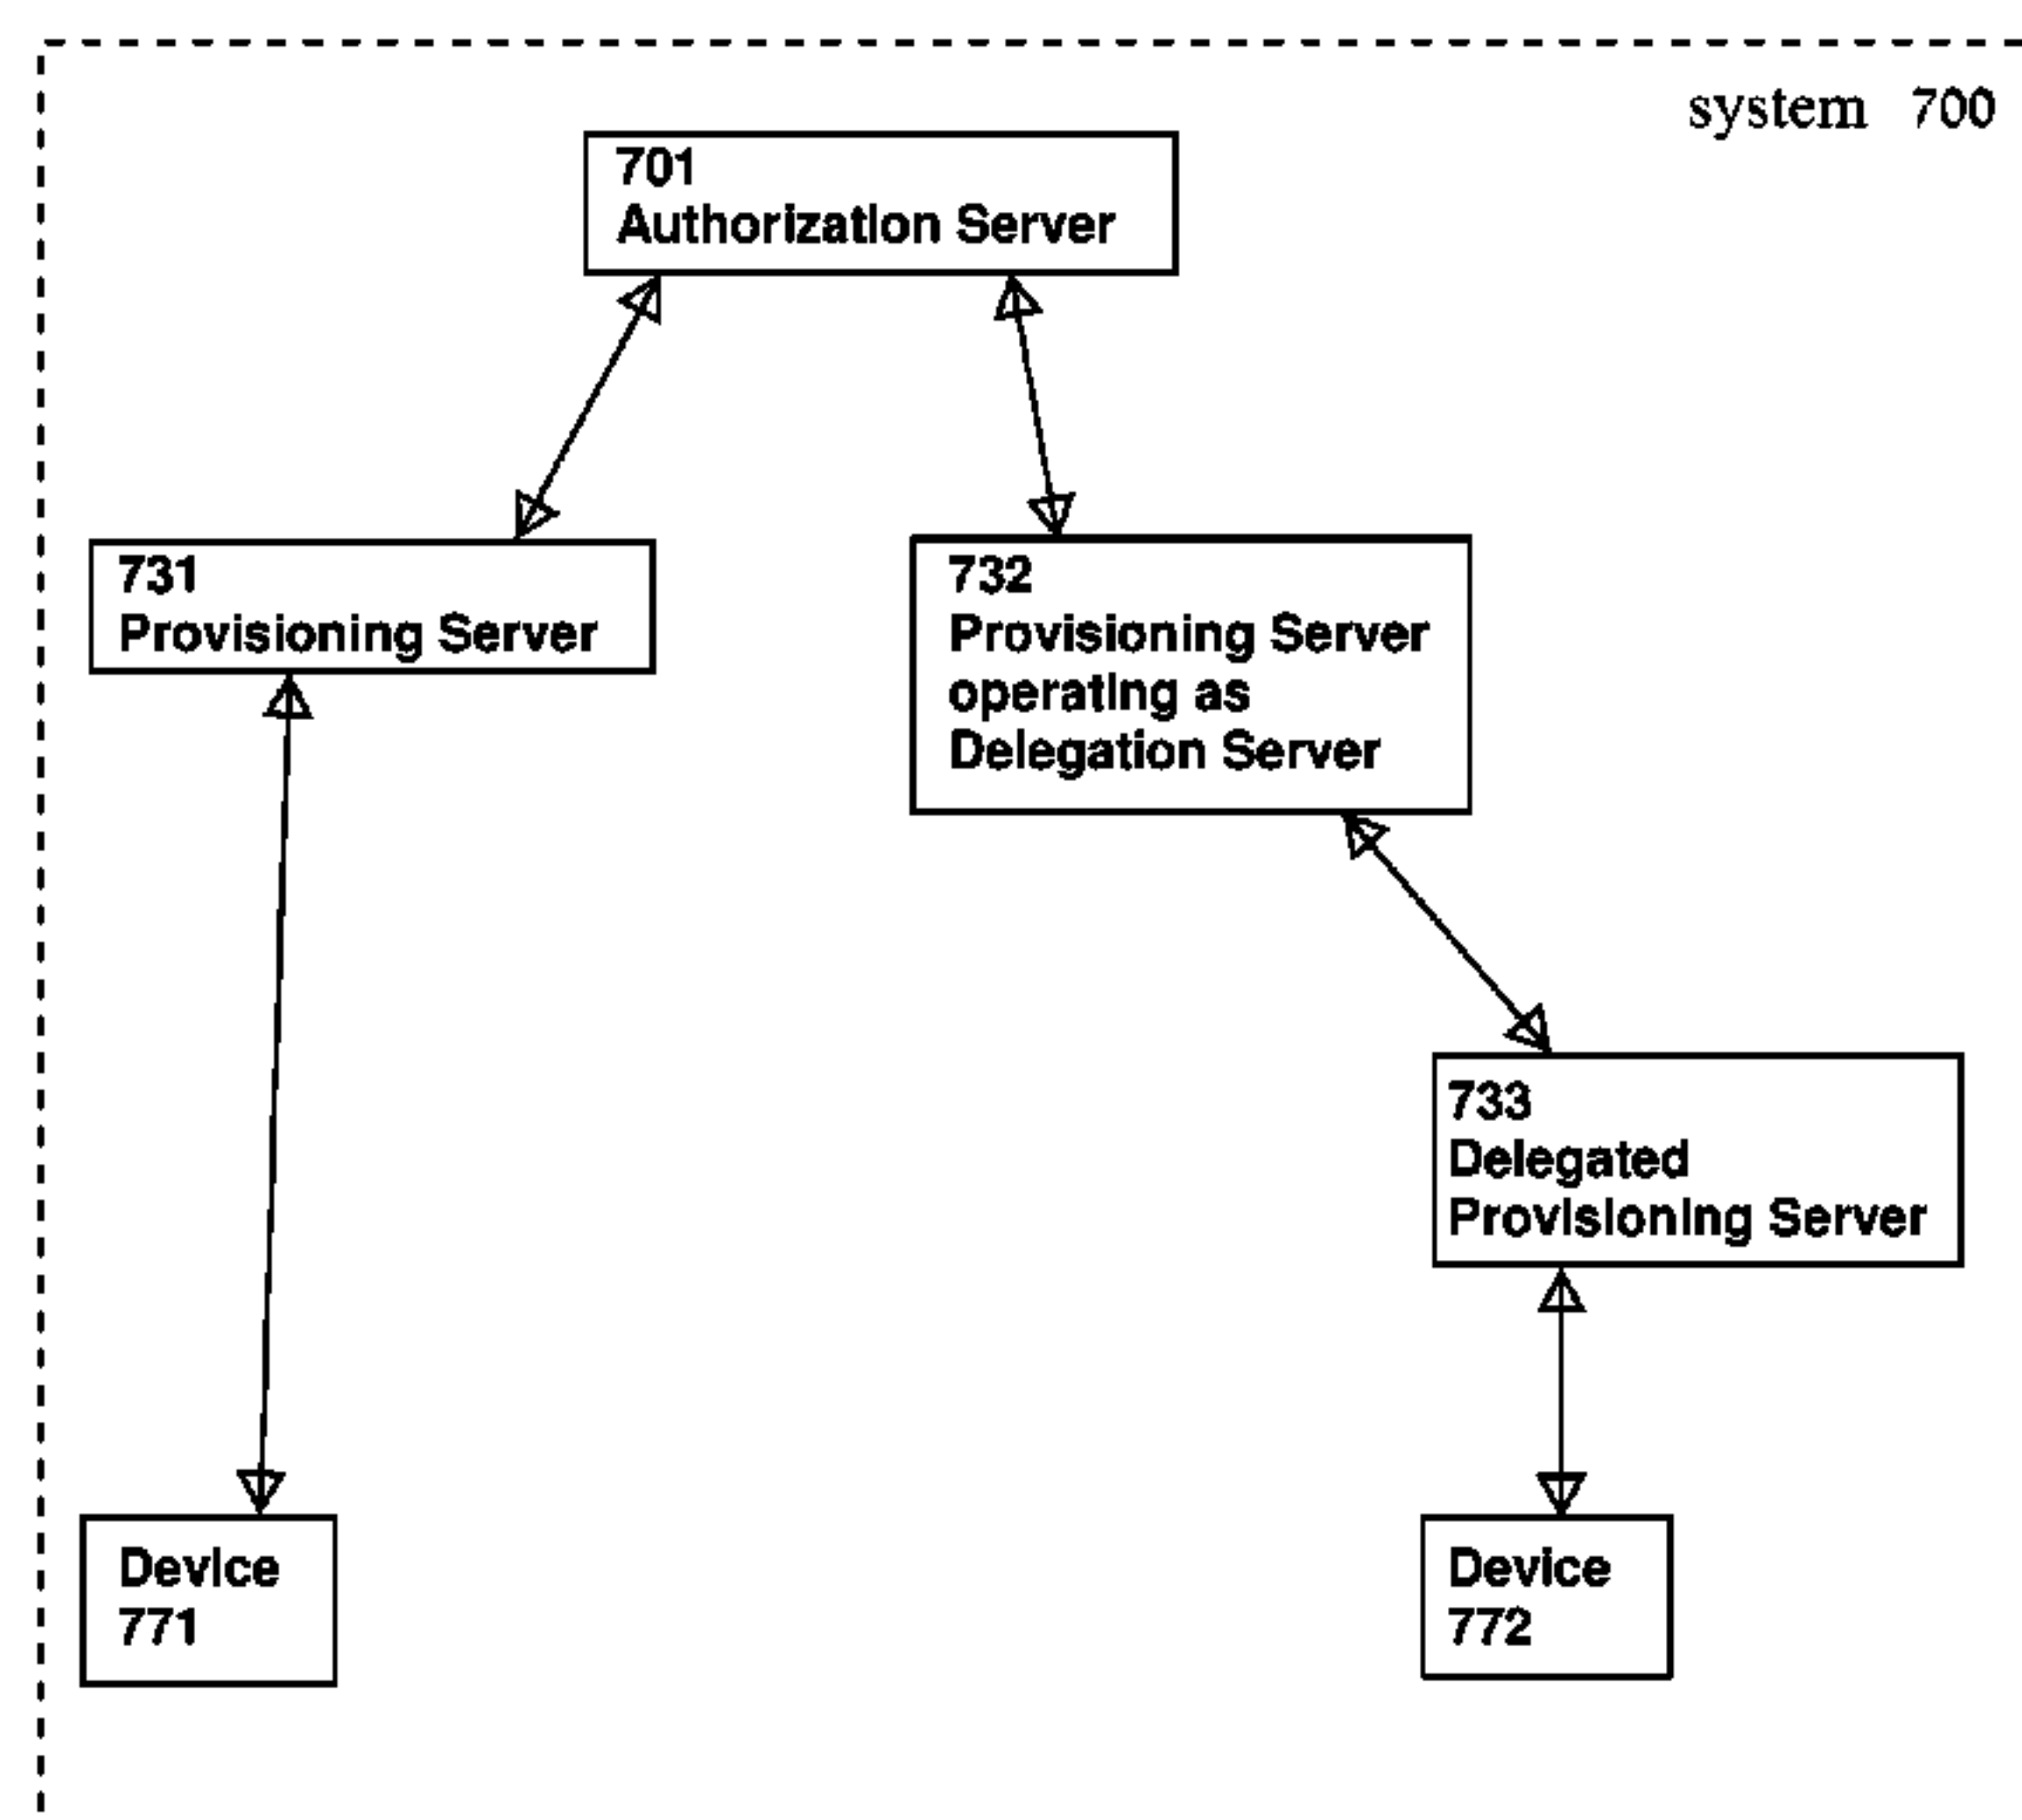 system 700
701
Authorization Server
731
Provisioning Server
732
Provisioning Server
operating as
Delegation Server
733
Delegated
Provisioning Server
Device
771
Device
772